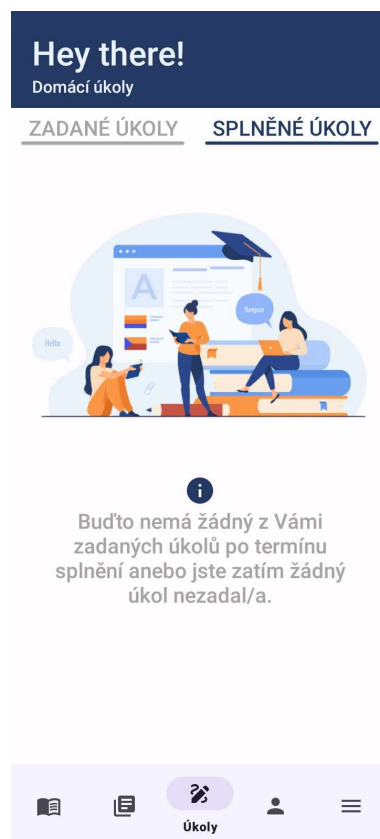 Hey there!
Domácí úkoly
ZADANÉ ÚKOLY
SPLNĚNÉ ÚKOLY
A
Bonjour
Hello
Buďto nemá žádný z Vámi
zadaných úkolů po termínu
splnění anebo jste zatím žádný
úkol nezadal/a.
Úkoly